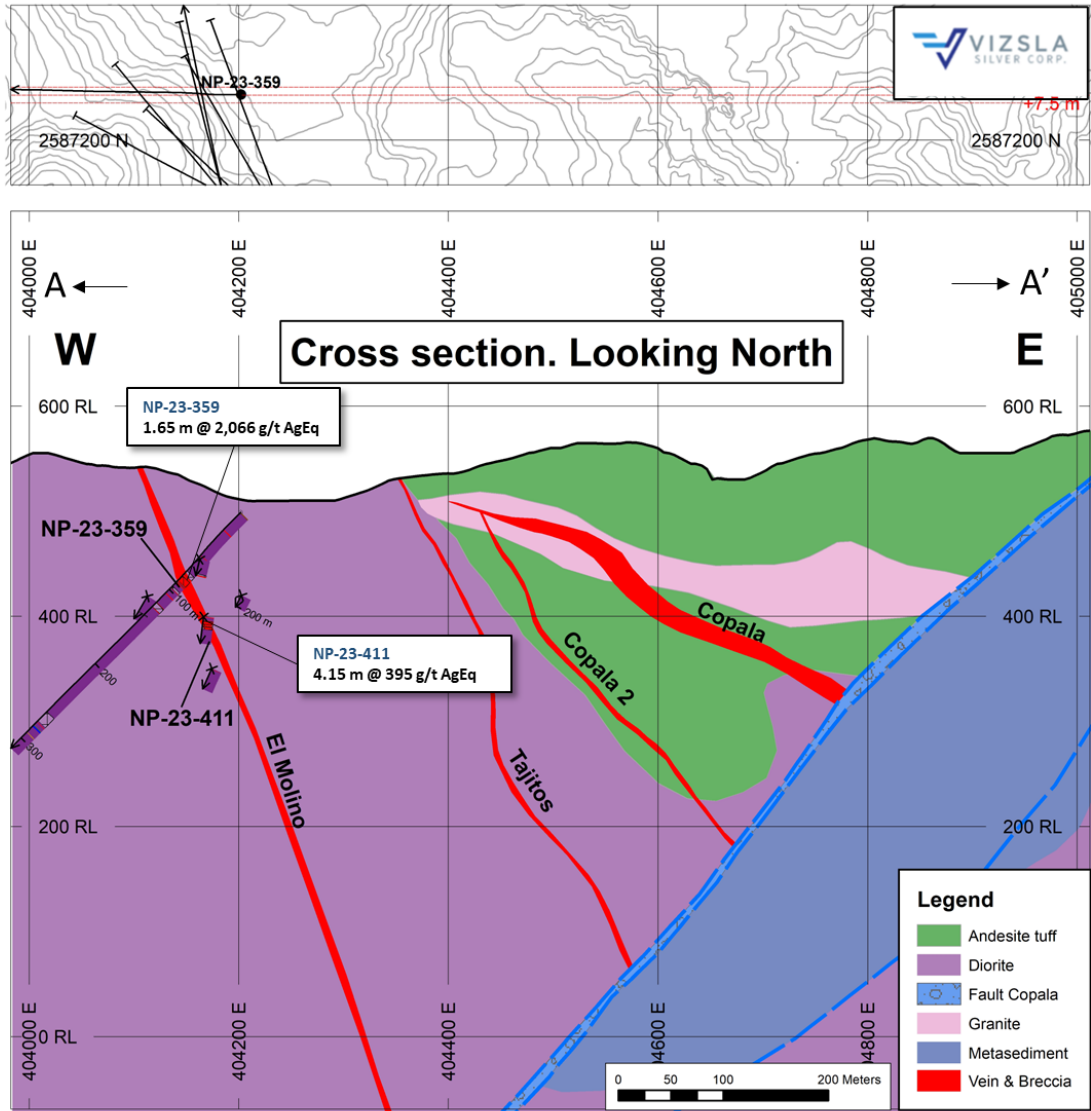 VIZSLA
SILVER CORP.
NP-23-359
+7.5 m
2587200 N
2587200 N
404000 E
404200 E
404400 E
404600 E
404800 E
405000 E
A
A'
W
Cross section. Looking North
E
600 RL
600 RL
NP-23-359
1.65 m @ 2,066 g/t AgEq
NP-23-359
100 m
200 m
400 RL
400 RL
Copala
NP-23-411
4.15 m @ 395 g/t AgEq
Copala 2
200
NP-23-411
300
El Molino
Tajitos
200 RL
200 RL
Legend
Andesite tuff
Diorite
Fault Copala
Granite
Metasediment
Vein & Breccia
0 RL
404000 E
404200 E
404400 E
404600 E
404800 E
0 50 100 200 Meters